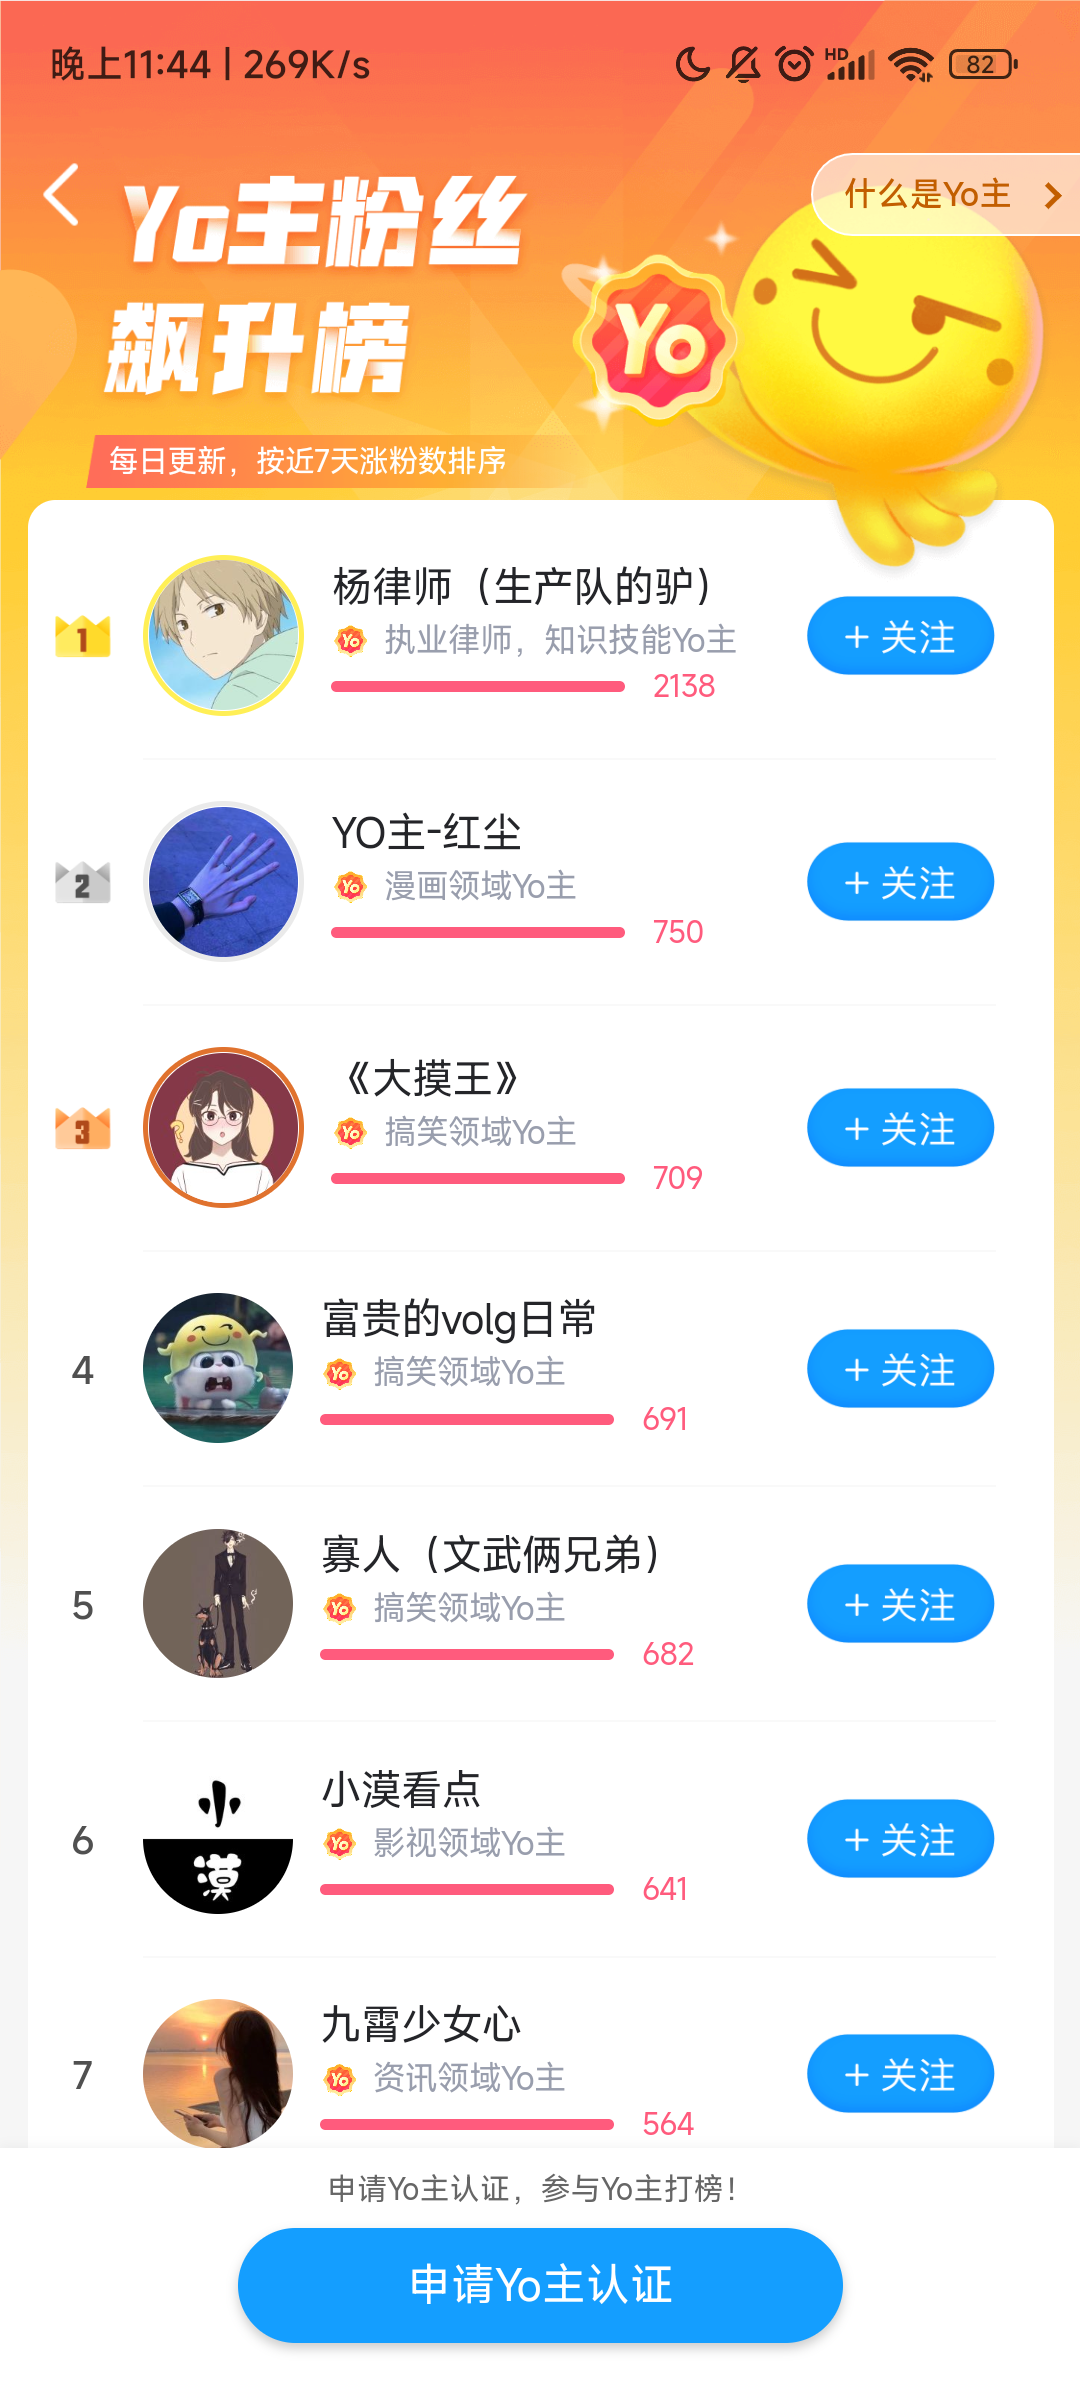 晚上11:44 | 269K/s
HD
82
什么是Yo主
Yo主粉丝
飙升榜
Yo
每日更新，按近7天涨粉数排序
1
杨律师（生产队的驴）
Yo 执业律师，知识技能Yo主
2138
+ 关注
2
YO主-红尘
Yo 漫画领域Yo主
750
+ 关注
3
《大摸王》
Yo 搞笑领域Yo主
709
+ 关注
4
富贵的volg日常
Yo 搞笑领域Yo主
691
+ 关注
5
寡人（文武俩兄弟）
Yo 搞笑领域Yo主
682
+ 关注
6
小
漠
小漠看点
Yo 影视领域Yo主
641
+ 关注
7
九霄少女心
Yo 资讯领域Yo主
564
+ 关注
申请Yo主认证，参与Yo主打榜！
申请Yo主认证